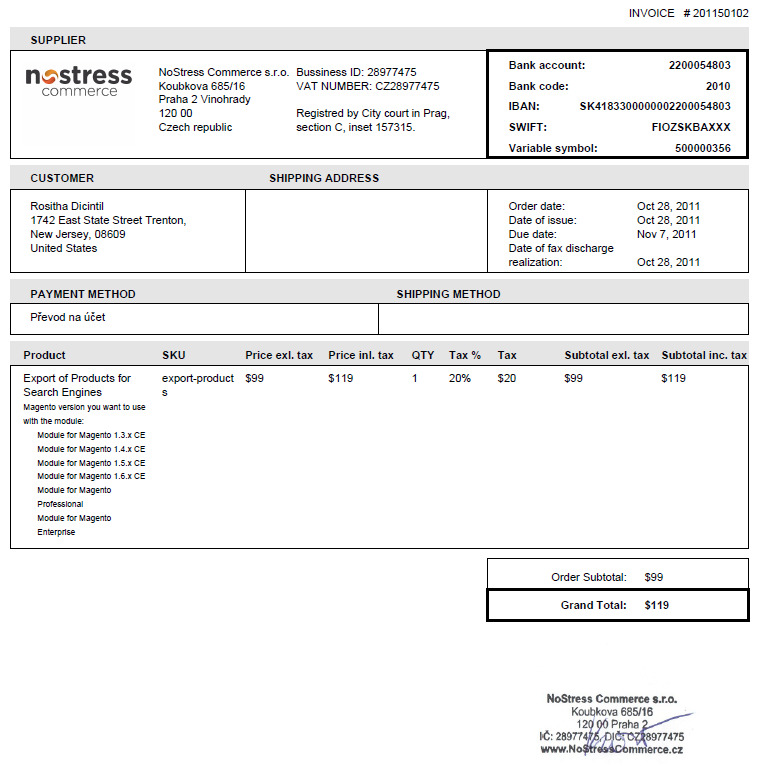 INVOICE # 201150102
SUPPLIER
nostress
commerce
NoStress Commerce s.r.o.
Koubkova 685/16
Praha 2 Vinohrady
120 00
Czech republic
Bussiness ID: 28977475
VAT NUMBER: CZ28977475
Registred by City court in Prag,
section C, inset 157315.
Bank account: 2200054803
Bank code: 2010
IBAN: SK4183300000002200054803
SWIFT: FIOZSKBAXXX
Variable symbol: 500000356
CUSTOMER
Rositha Dicintil
1742 East State Street Trenton,
New Jersey, 08609
United States
SHIPPING ADDRESS
Order date: Oct 28, 2011
Date of issue: Oct 28, 2011
Due date: Nov 7, 2011
Date of fax discharge
realization: Oct 28, 2011
PAYMENT METHOD
Převod na účet
SHIPPING METHOD
Product SKU Price exl. tax Price inl. tax QTY Tax % Tax Subtotal exl. tax Subtotal inc. tax
Export of Products for export-product $99 $119 1 20% $20 $99 $119
Search Engines s
Magento version you want to use
with the module:
Module for Magento 1.3.x CE
Module for Magento 1.4.x CE
Module for Magento 1.5.x CE
Module for Magento 1.6.x CE
Module for Magento
Professional
Module for Magento
Enterprise
Order Subtotal: $99
Grand Total: $119
NoStress Commerce s.r.o.
Koubkova 685/16
120 00 Praha 2
IČ: 28977475, DIČ: CZ28977475
www.NoStressCommerce.cz